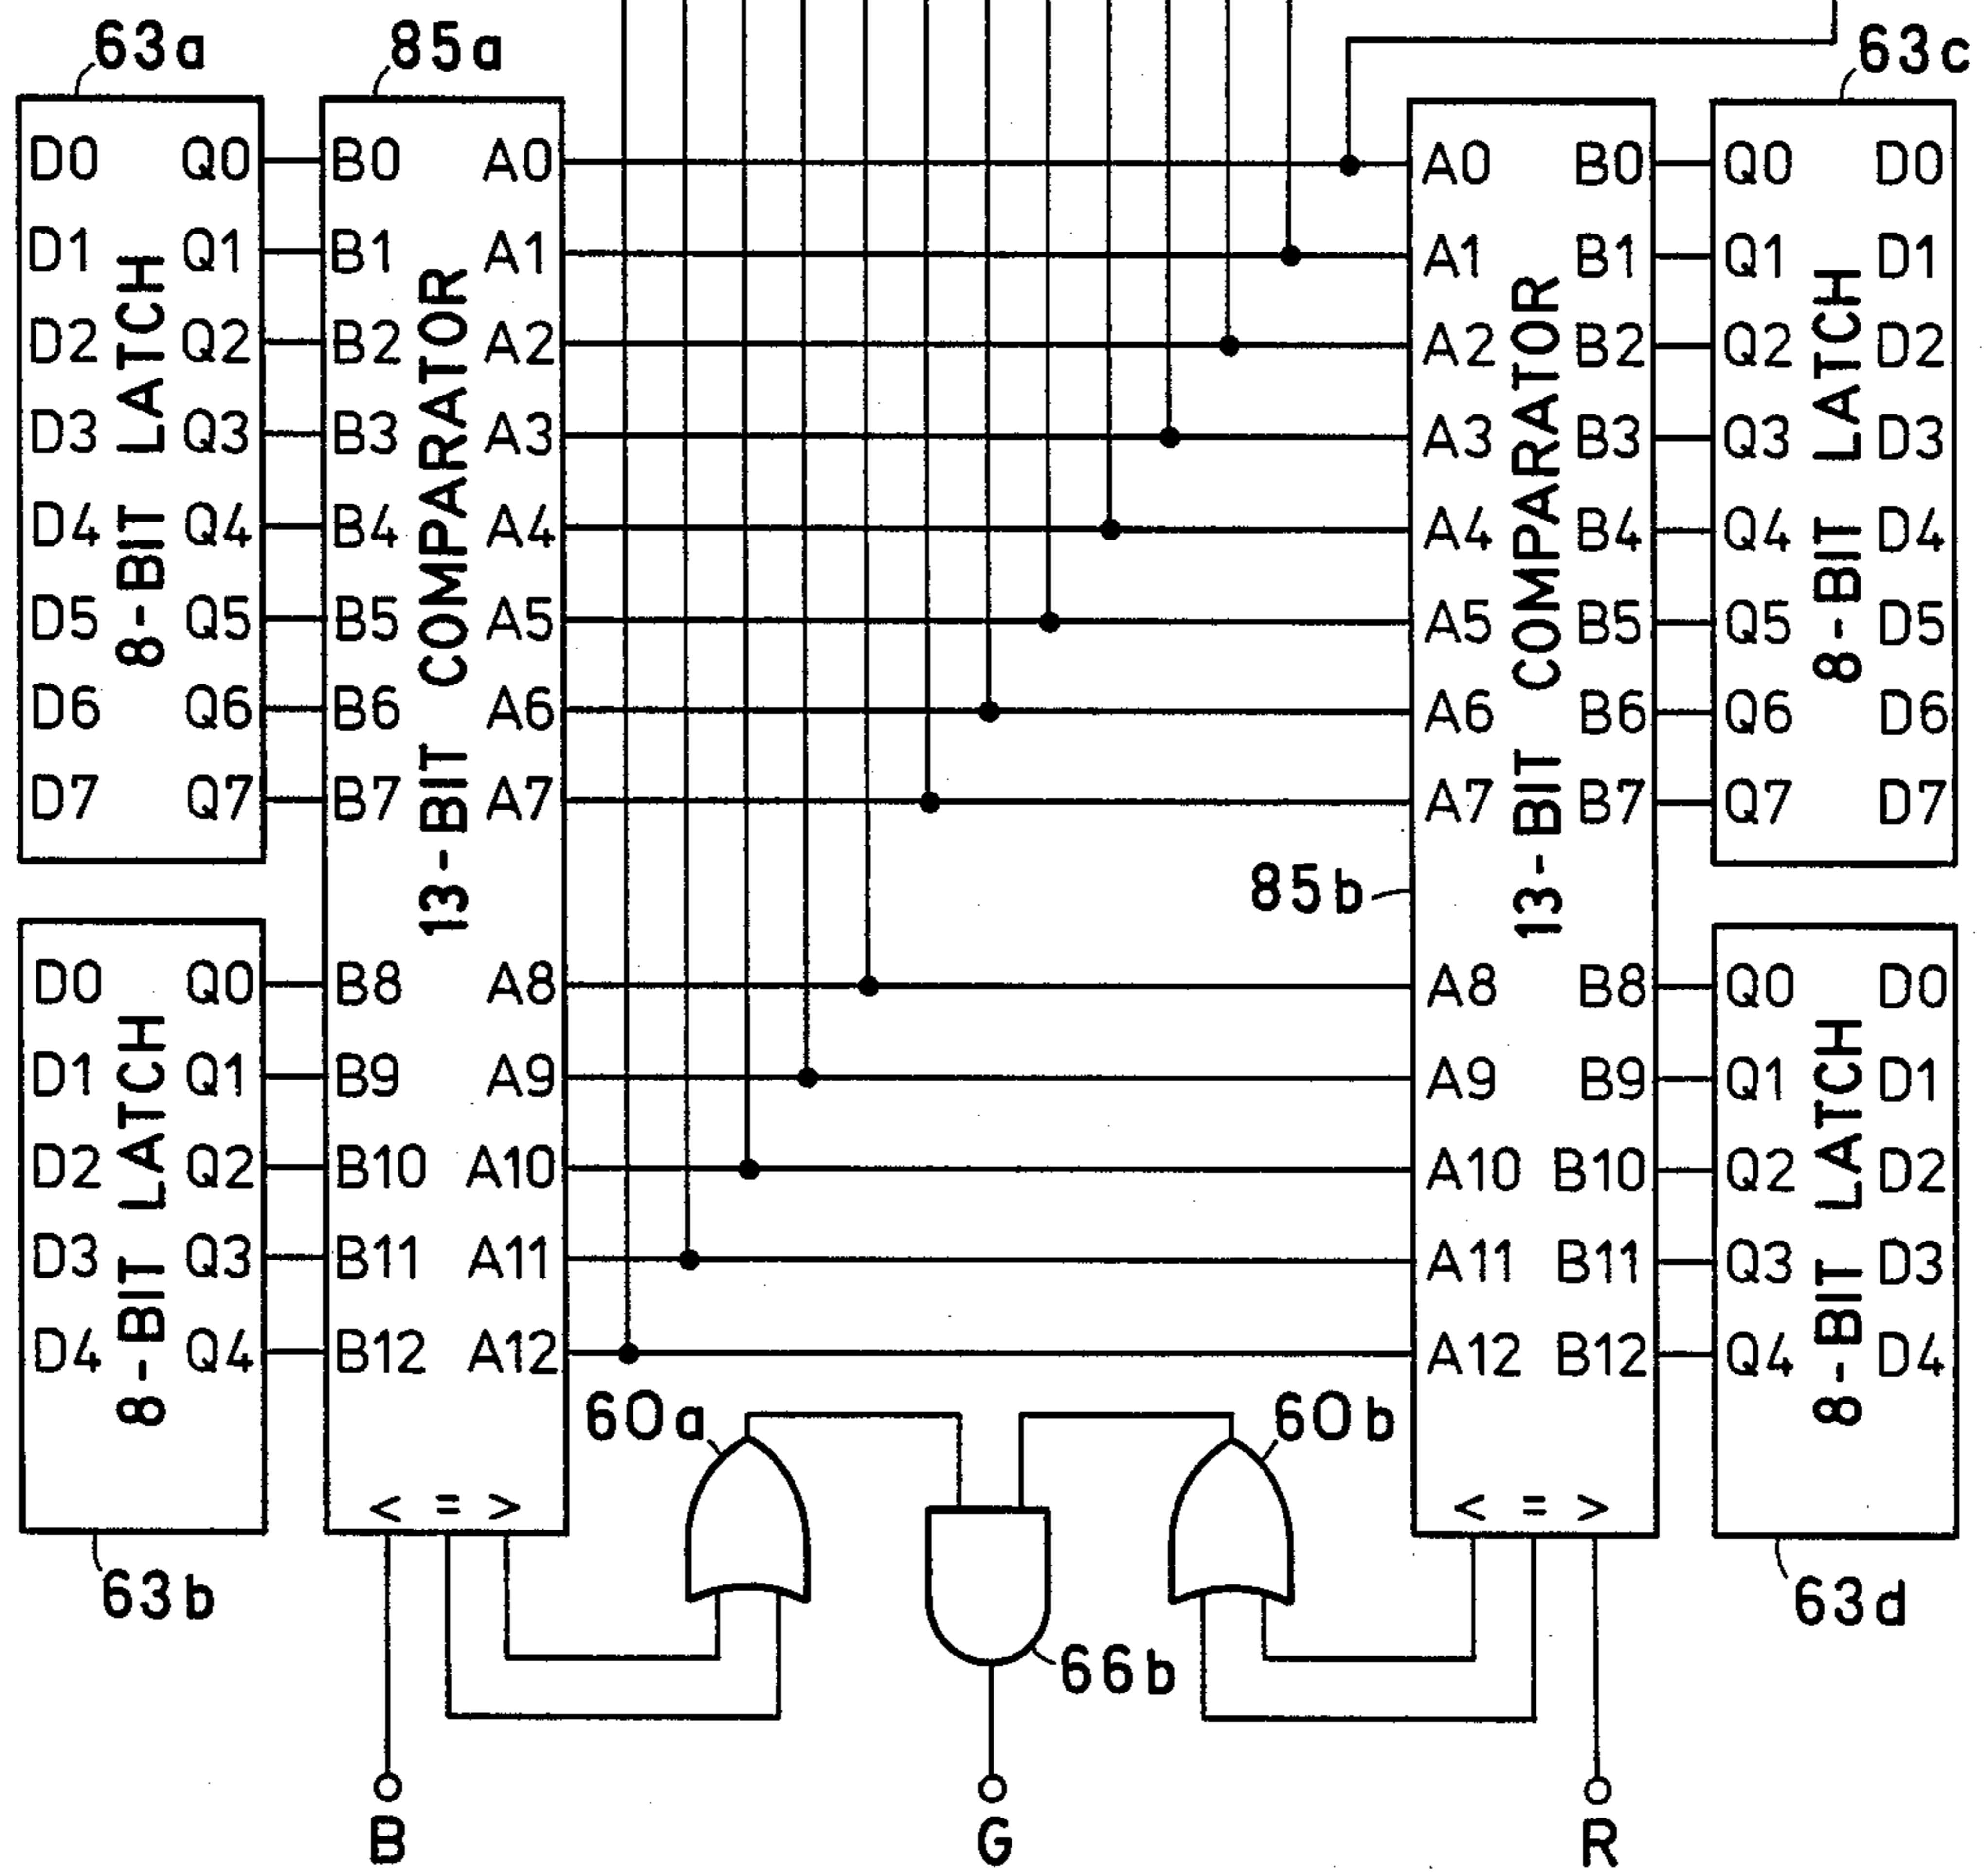 63a 85a 63c
D0 Q0 B0 A0 A0 B0 Q0 D0
D1 Q1 B1 A1 A1 B1 Q1 D1
D2 Q2 B2 A2 A2 B2 Q2 D2
D3 Q3 B3 A3 A3 B3 Q3 D3
D4 Q4 B4 A4 A4 B4 Q4 D4
D5 Q5 B5 A5 A5 B5 Q5 D5
D6 Q6 B6 A6 A6 B6 Q6 D6
D7 Q7 B7 A7 A7 B7 Q7 D7
8-BIT LATCH
13-BIT COMPARATOR
13-BIT COMPARATOR
8-BIT LATCH
85b
D0 Q0 B8 A8 A8 B8 Q0 D0
D1 Q1 B9 A9 A9 B9 Q1 D1
D2 Q2 B10 A10 A10 B10 Q2 D2
D3 Q3 B11 A11 A11 B11 Q3 D3
D4 Q4 B12 A12 A12 B12 Q4 D4
8-BIT LATCH
8-BIT LATCH
60a 60b
< = > < = >
63b 66b 63d
B G R